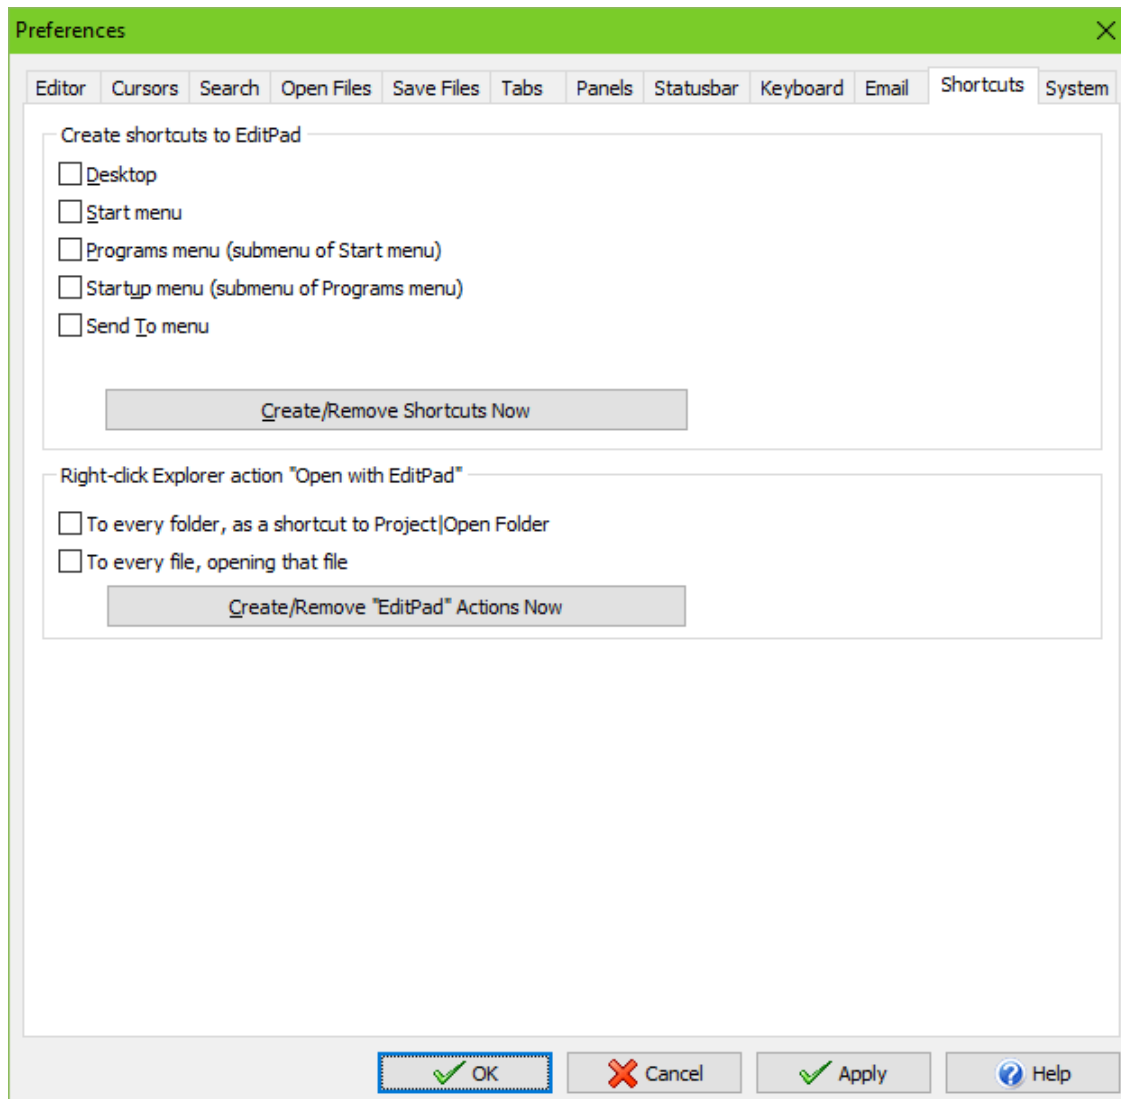 Preferences
Editor Cursors Search Open Files Save Files Tabs Panels Statusbar Keyboard Email Shortcuts System
Create shortcuts to EditPad
Desktop
Start menu
Programs menu (submenu of Start menu)
Startup menu (submenu of Programs menu)
Send To menu
Create/Remove Shortcuts Now
Right-click Explorer action "Open with EditPad"
To every folder, as a shortcut to Project|Open Folder
To every file, opening that file
Create/Remove "EditPad" Actions Now
OK Cancel Apply Help